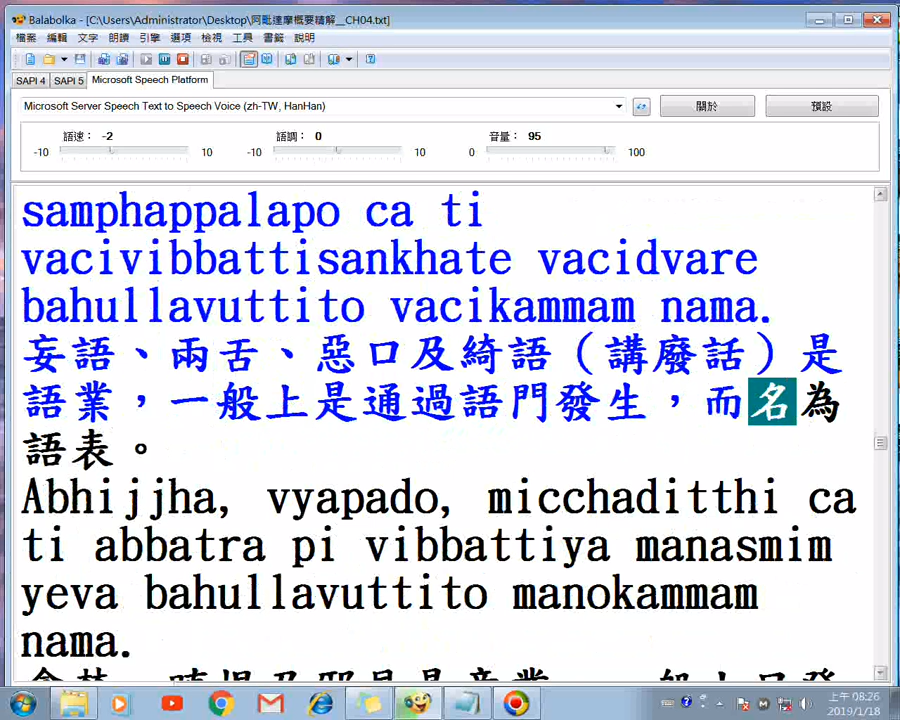 Balabolka - [C:\Users\Administrator\Desktop\阿毗達摩概要精解__CH04.txt]
檔案 編輯 文字 朗讀 引擎 選項 檢視 工具 書籤 說明
SAPI 4 SAPI 5 Microsoft Speech Platform
Microsoft Server Speech Text to Speech Voice (zh-TW, HanHan) 關於 預設
語速： -2 語調： 0 音量： 95
-10 10 -10 10 0 100
samphappalapo ca ti
vacivibbattisankhate vacidvare
bahullavuttito vacikammam nama.
妄語、兩舌、惡口及綺語（講廢話）是
語業，一般上是通過語門發生，而名為
語表。
Abhijjha, vyapado, micchaditthi ca
ti abbatra pi vibbattiya manasmim
yeva bahullavuttito manokammam
nama.
上午 08:26
2019/1/18